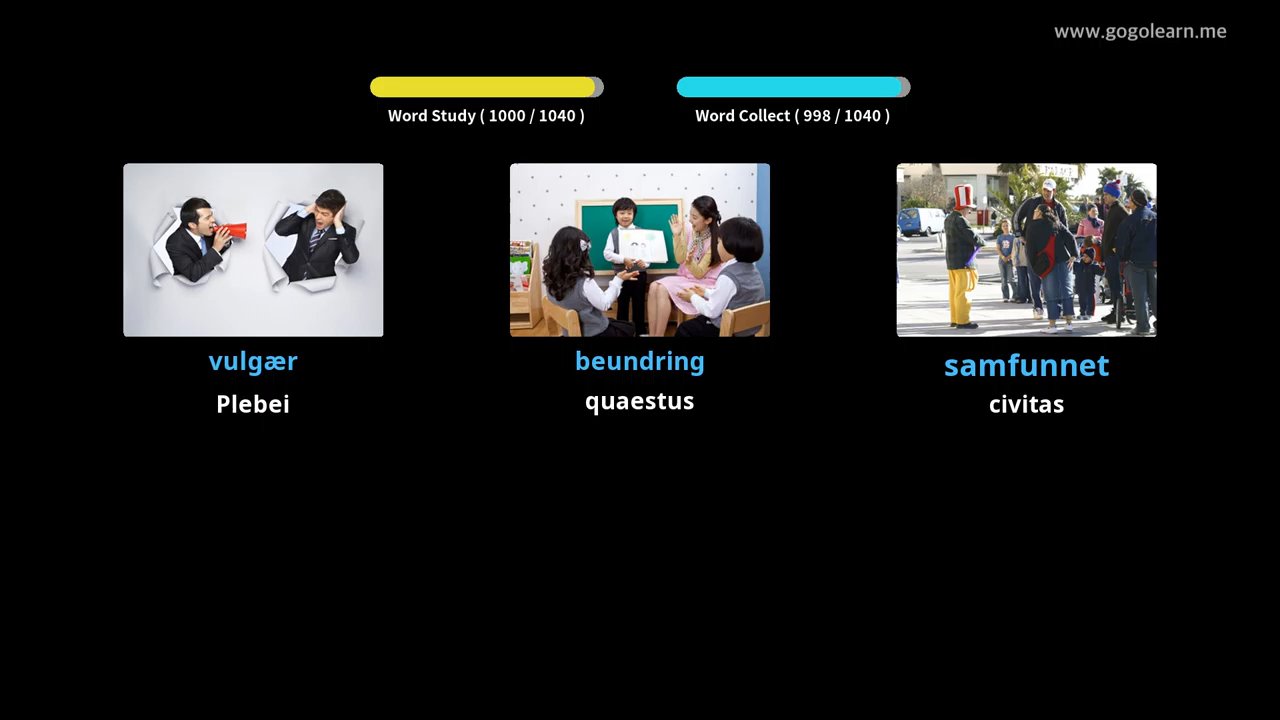 www.gogolearn.me
Word Study ( 1000 / 1040 )
Word Collect ( 998 / 1040 )
vulgær
beundring
samfunnet
Plebei
quaestus
civitas